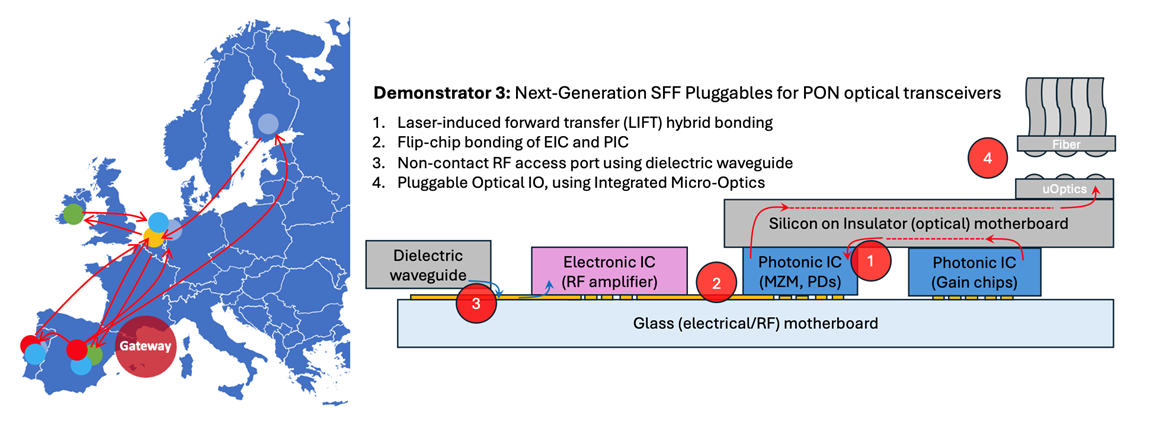 Gateway
Demonstrator 3: Next-Generation SFF Pluggables for PON optical transceivers
1. Laser-induced forward transfer (LIFT) hybrid bonding
2. Flip-chip bonding of EIC and PIC
3. Non-contact RF access port using dielectric waveguide
4. Pluggable Optical IO, using Integrated Micro-Optics
4
Fiber
uOptics
Silicon on Insulator (optical) motherboard
Dielectric
waveguide
Electronic IC
(RF amplifier)
Photonic IC
(MZM, PDs)
Photonic IC
(Gain chips)
1
2
3
Glass (electrical/RF) motherboard